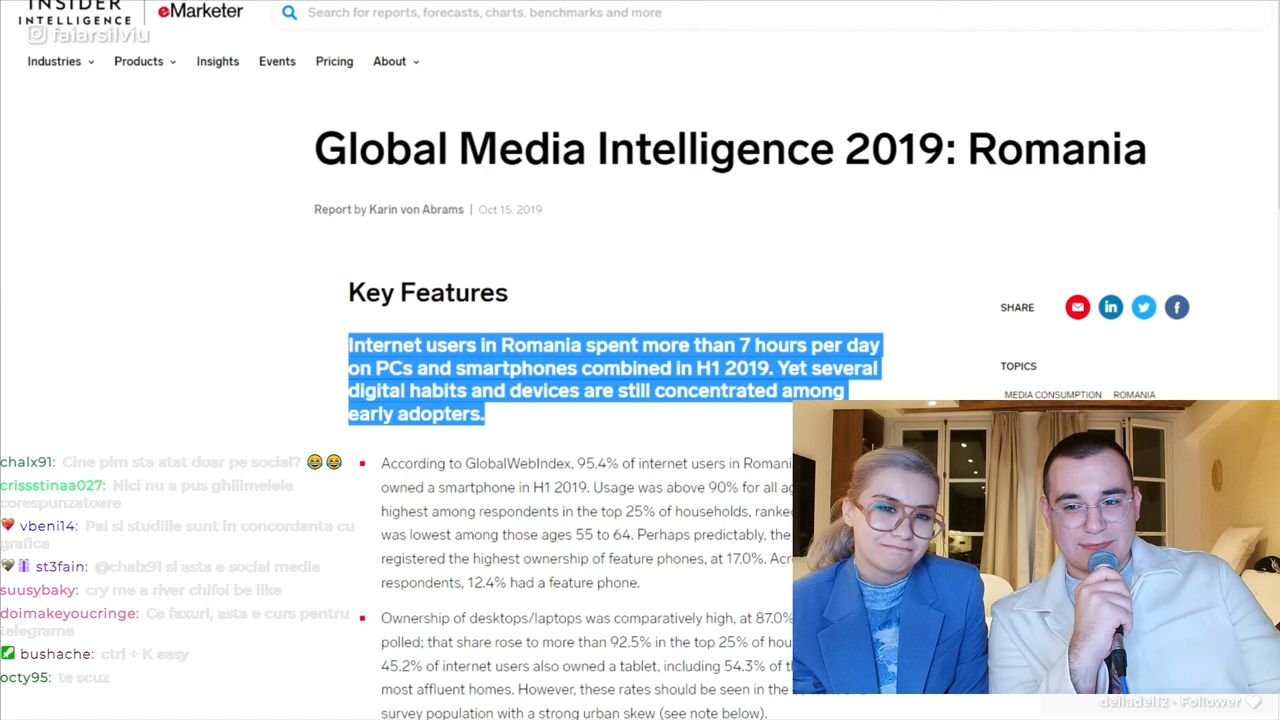 INSIDER
INTELLIGENCE
eMarketer
Search for reports, forecasts, charts, benchmarks and more
faiarsilviu
Industries
Products
Insights
Events
Pricing
About
Global Media Intelligence 2019: Romania
Report by Karin von Abrams | Oct 15, 2019
Key Features
SHARE
Internet users in Romania spent more than 7 hours per day
on PCs and smartphones combined in H1 2019. Yet several
digital habits and devices are still concentrated among
early adopters.
TOPICS
MEDIA CONSUMPTION
ROMANIA
According to GlobalWebIndex, 95.4% of internet users in Romani
owned a smartphone in H1 2019. Usage was above 90% for all ag
highest among respondents in the top 25% of households, ranked
was lowest among those ages 55 to 64. Perhaps predictably, the
registered the highest ownership of feature phones, at 17.0%. Acro
respondents, 12.4% had a feature phone.
Ownership of desktops/laptops was comparatively high, at 87.0%
polled; that share rose to more than 92.5% in the top 25% of hou
45.2% of internet users also owned a tablet, including 54.3% of t
most affluent homes. However, these rates should be seen in the
survey population with a strong urban skew (see note below).
chalx91: Cine plm sta atat doar pe social? 😂😂
crissstinaa027: Nici nu a pus ghilimelele
corespunzatoare
vbeni14: Pai si studiile sunt in concordanta cu
grafica
st3fain: @chalx91 si asta e social media
suusybaky: cry me a river chifoi be like
doimakeyoucringe: Ce faxuri, asta e curs pentru
telegrame
bushache: ctrl + K easy
octy95: te scuz
deliadel12 - Follower